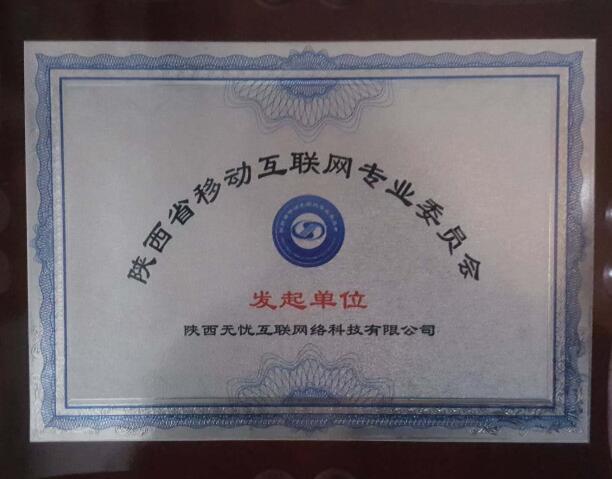 陕西省移动互联网专业委员会
发起单位
陕西无忧互联网络科技有限公司